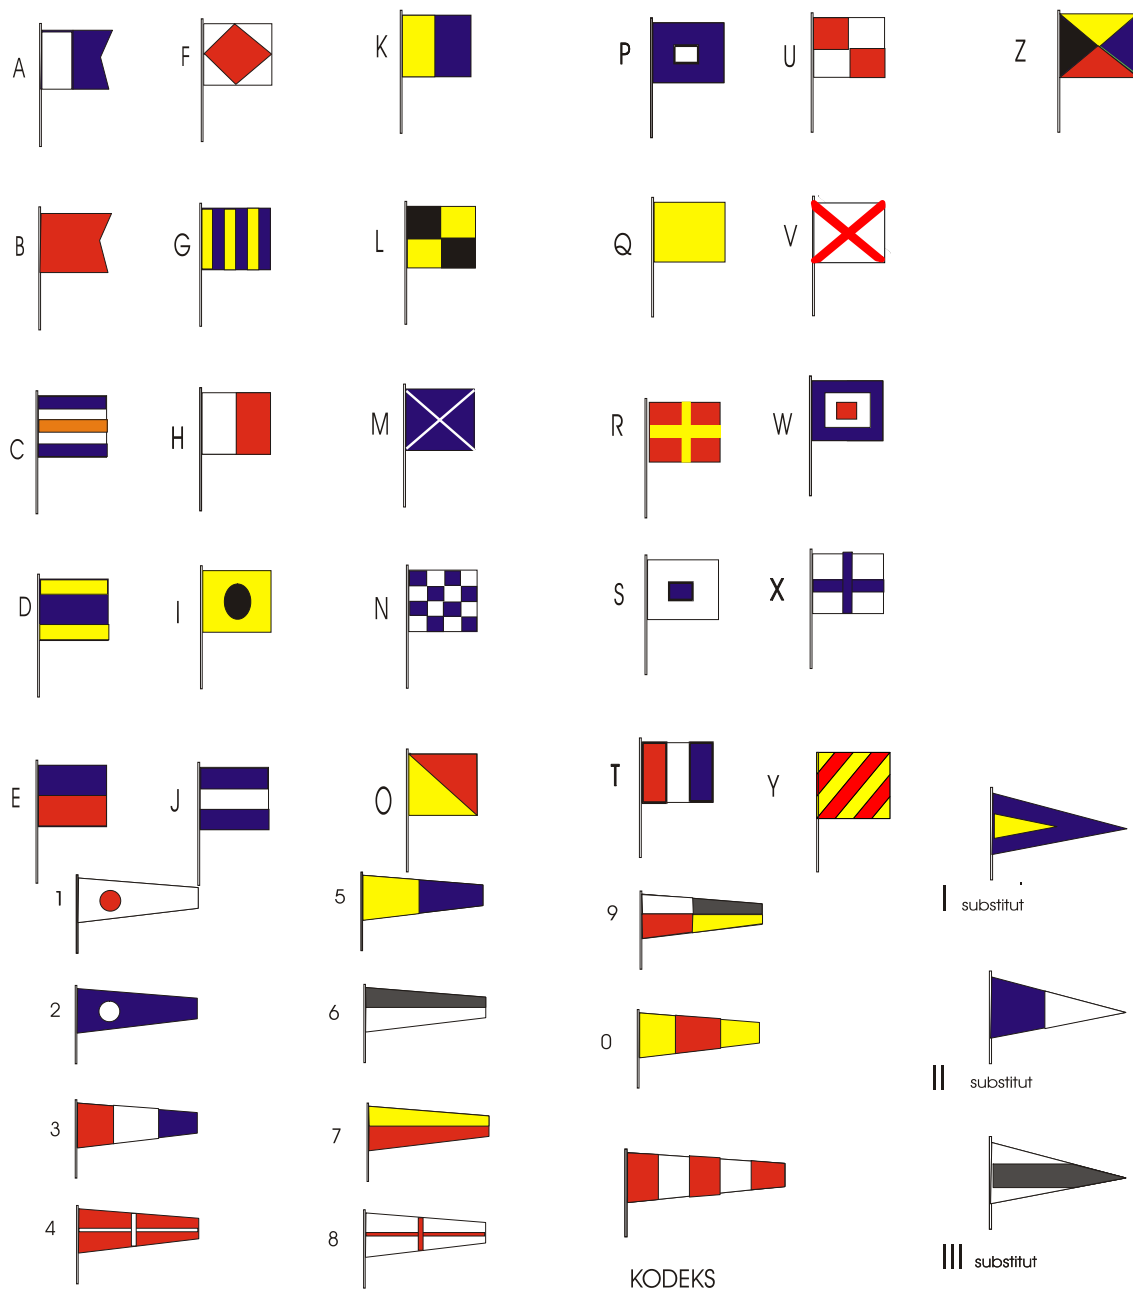 A F K P U Z
B G L Q V
C H M R W
D I N S X
E J O T Y
1 5 9 I substitut
2 6 0 II substitut
3 7
4 8 KODEKS III substitut